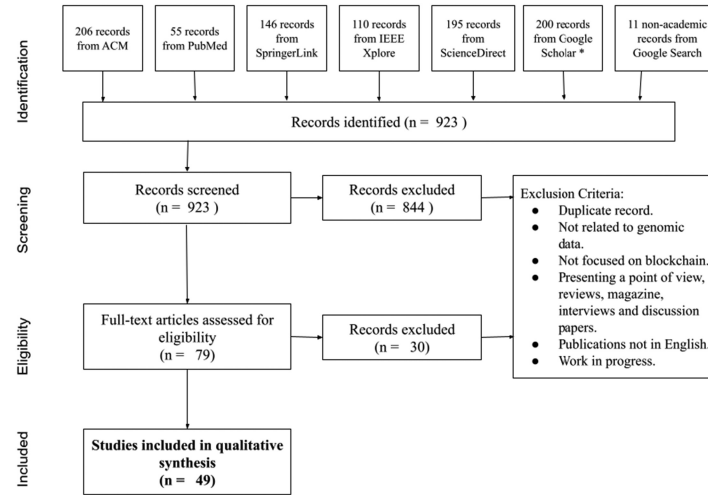 Identification
206 records
from ACM
55 records
from PubMed
146 records
from
SpringerLink
110 records
from IEEE
Xplore
195 records
from
ScienceDirect
200 records
from Google
Scholar *
11 non-academic
records from
Google Search
Records identified (n = 923 )
Screening
Records screened
(n = 923 )
Records excluded
(n = 844 )
Exclusion Criteria:
● Duplicate record.
● Not related to genomic
data.
● Not focused on blockchain.
● Presenting a point of view,
reviews, magazine,
interviews and discussion
papers.
● Publications not in English.
● Work in progress.
Eligibility
Full-text articles assessed for
eligibility
(n = 79)
Records excluded
(n = 30)
Included
Studies included in qualitative
synthesis
(n = 49)